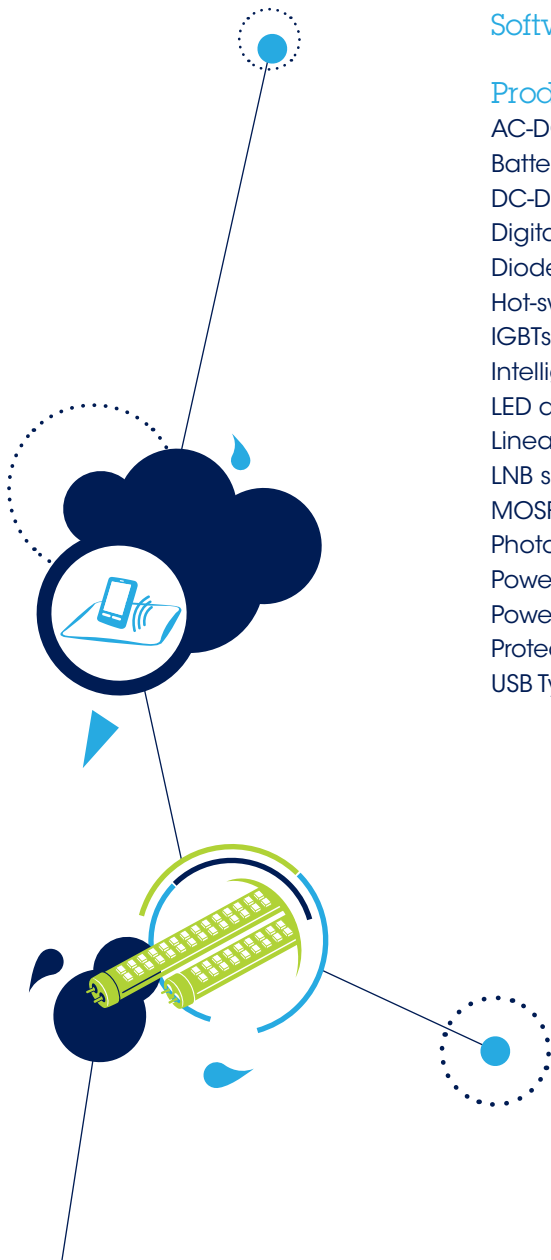 Softv
Prod
AC-D
Batte
DC-D
Digita
Diode
Hot-sv
IGBTs
Intelli
LED d
Linea
LNB s
MOSF
Photo
Powe
Powe
Protec
USB Ty